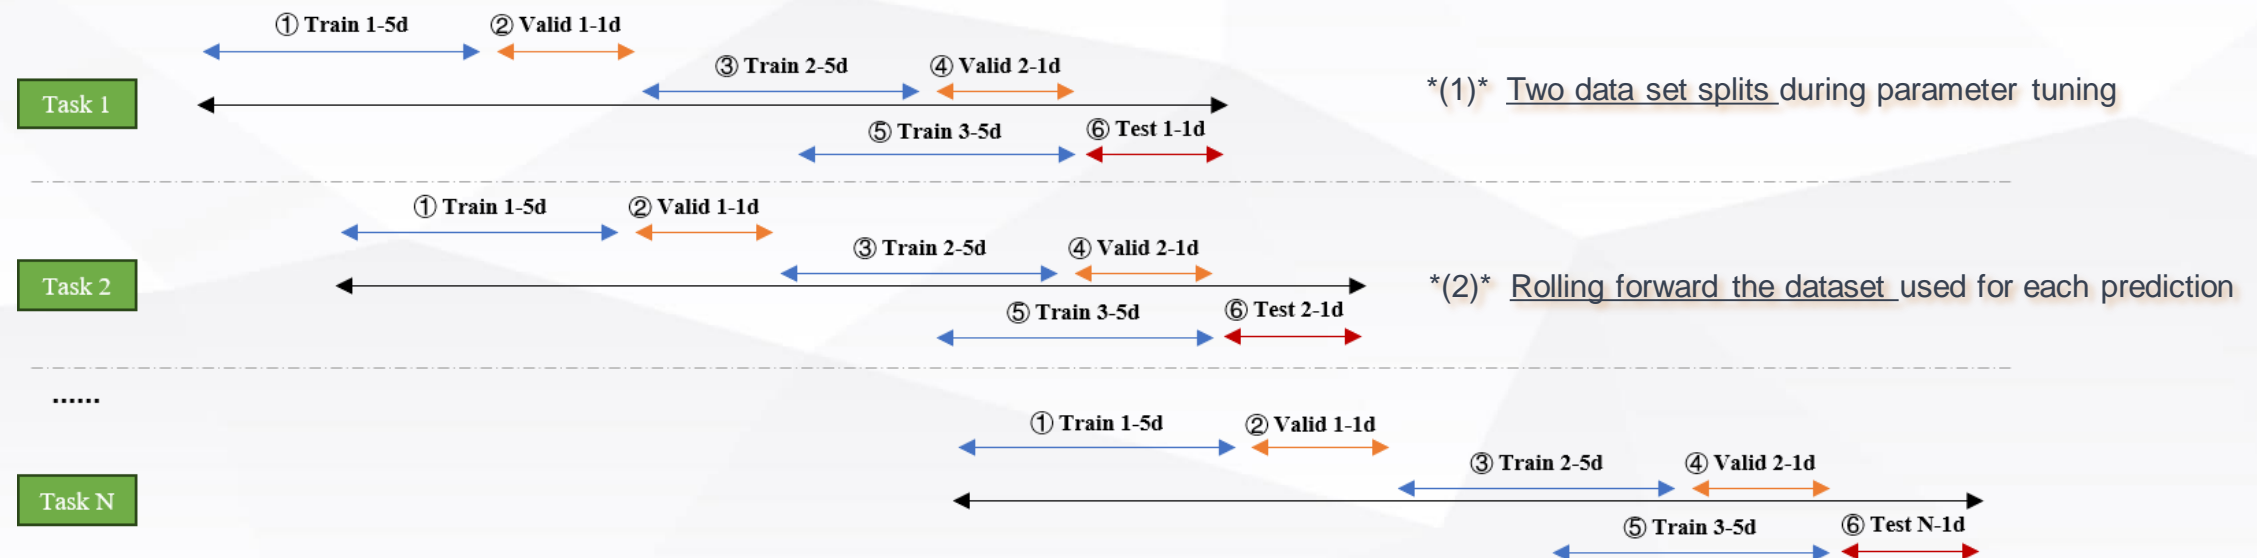 ① Train 1-5d
② Valid 1-1d
③ Train 2-5d
④ Valid 2-1d
Task 1
*(1)* Two data set splits during parameter tuning
⑤ Train 3-5d
⑥ Test 1-1d
① Train 1-5d
② Valid 1-1d
③ Train 2-5d
④ Valid 2-1d
Task 2
*(2)* Rolling forward the dataset used for each prediction
⑤ Train 3-5d
⑥ Test 2-1d
......
① Train 1-5d
② Valid 1-1d
③ Train 2-5d
④ Valid 2-1d
Task N
⑤ Train 3-5d
⑥ Test N-1d